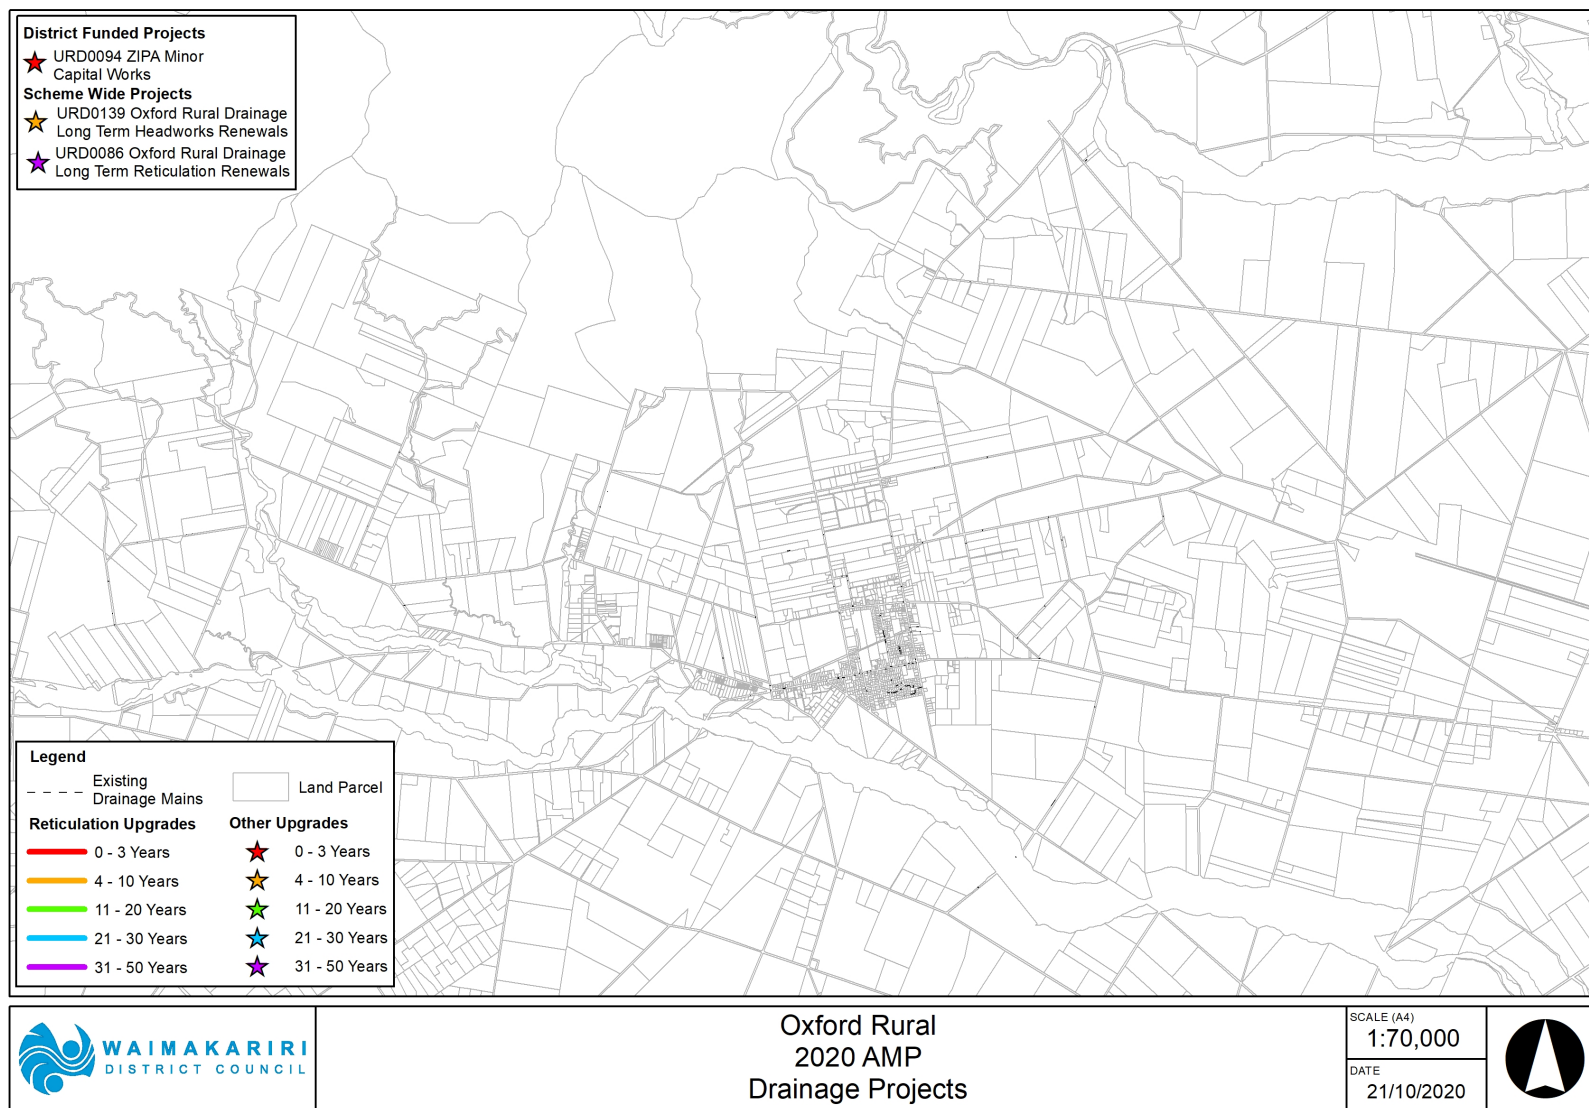 District Funded Projects
URD0094 ZIPA Minor
Capital Works
Scheme Wide Projects
URD0139 Oxford Rural Drainage
Long Term Headworks Renewals
URD0086 Oxford Rural Drainage
Long Term Reticulation Renewals
Legend
Existing
Drainage Mains
Land Parcel
Reticulation Upgrades
0 - 3 Years
4 - 10 Years
11 - 20 Years
21 - 30 Years
31 - 50 Years
Other Upgrades
0 - 3 Years
4 - 10 Years
11 - 20 Years
21 - 30 Years
31 - 50 Years
WAIMAKARIRI
DISTRICT COUNCIL
Oxford Rural
2020 AMP
Drainage Projects
SCALE (A4)
1:70,000
DATE
21/10/2020